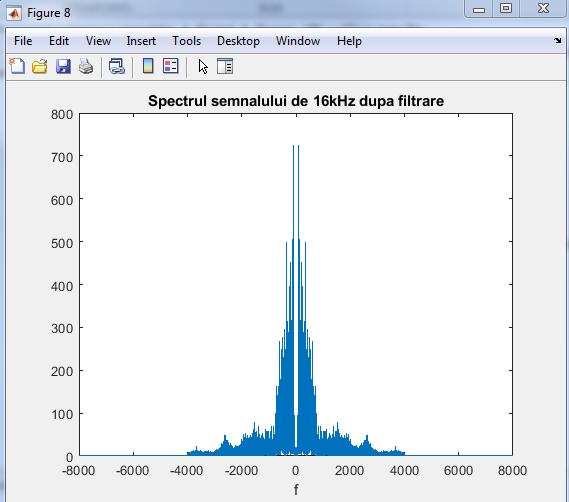 Figure 8
File Edit View Insert Tools Desktop Window Help
Spectrul semnalului de 16kHz dupa filtrare
800
700
600
500
400
300
200
100
0
-8000 -6000 -4000 -2000 0 2000 4000 6000 8000
f